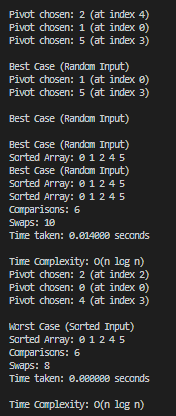 Pivot chosen: 2 (at index 4)
Pivot chosen: 1 (at index 0)
Pivot chosen: 5 (at index 3)
Best Case (Random Input)
Pivot chosen: 1 (at index 0)
Pivot chosen: 5 (at index 3)
Best Case (Random Input)
Best Case (Random Input)
Sorted Array: 0 1 2 4 5
Best Case (Random Input)
Sorted Array: 0 1 2 4 5
Sorted Array: 0 1 2 4 5
Comparisons: 6
Swaps: 10
Time taken: 0.014000 seconds
Time Complexity: O(n log n)
Pivot chosen: 2 (at index 2)
Pivot chosen: 0 (at index 0)
Pivot chosen: 4 (at index 3)
Worst Case (Sorted Input)
Sorted Array: 0 1 2 4 5
Comparisons: 6
Swaps: 8
Time taken: 0.000000 seconds
Time Complexity: O(n log n)